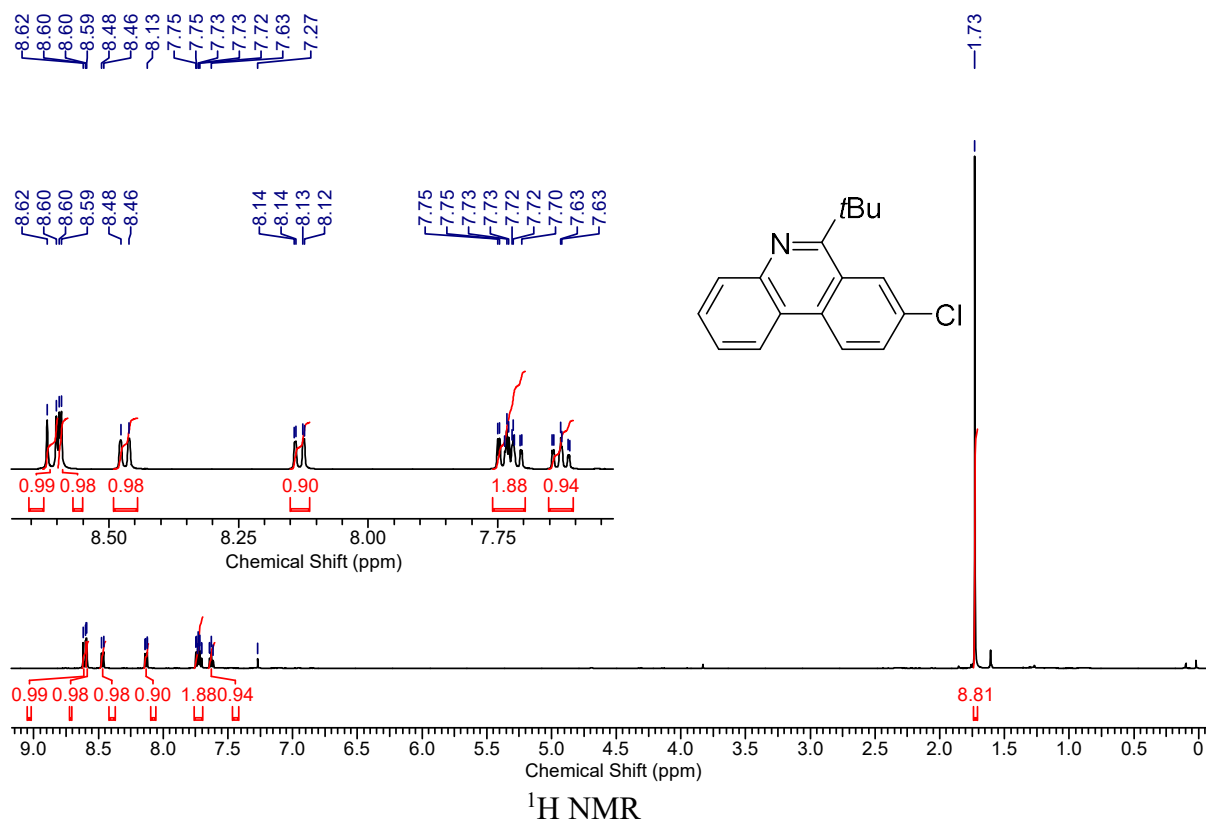 8.62 8.60 8.60 8.59 8.48 8.46 8.13 7.75 7.75 7.73 7.73 7.72 7.63 7.27 1.73
8.62 8.60 8.60 8.59 8.48 8.46 8.14 8.14 8.13 8.12 7.75 7.75 7.73 7.73 7.72 7.72 7.70 7.63 7.63
tBu
N
Cl
0.99 0.98 0.98 0.90 1.88 0.94
8.50 8.25 8.00 7.75
Chemical Shift (ppm)
0.99 0.98 0.98 0.90 1.88 0.94 8.81
9.0 8.5 8.0 7.5 7.0 6.5 6.0 5.5 5.0 4.5 4.0 3.5 3.0 2.5 2.0 1.5 1.0 0.5 0
Chemical Shift (ppm)
¹H NMR